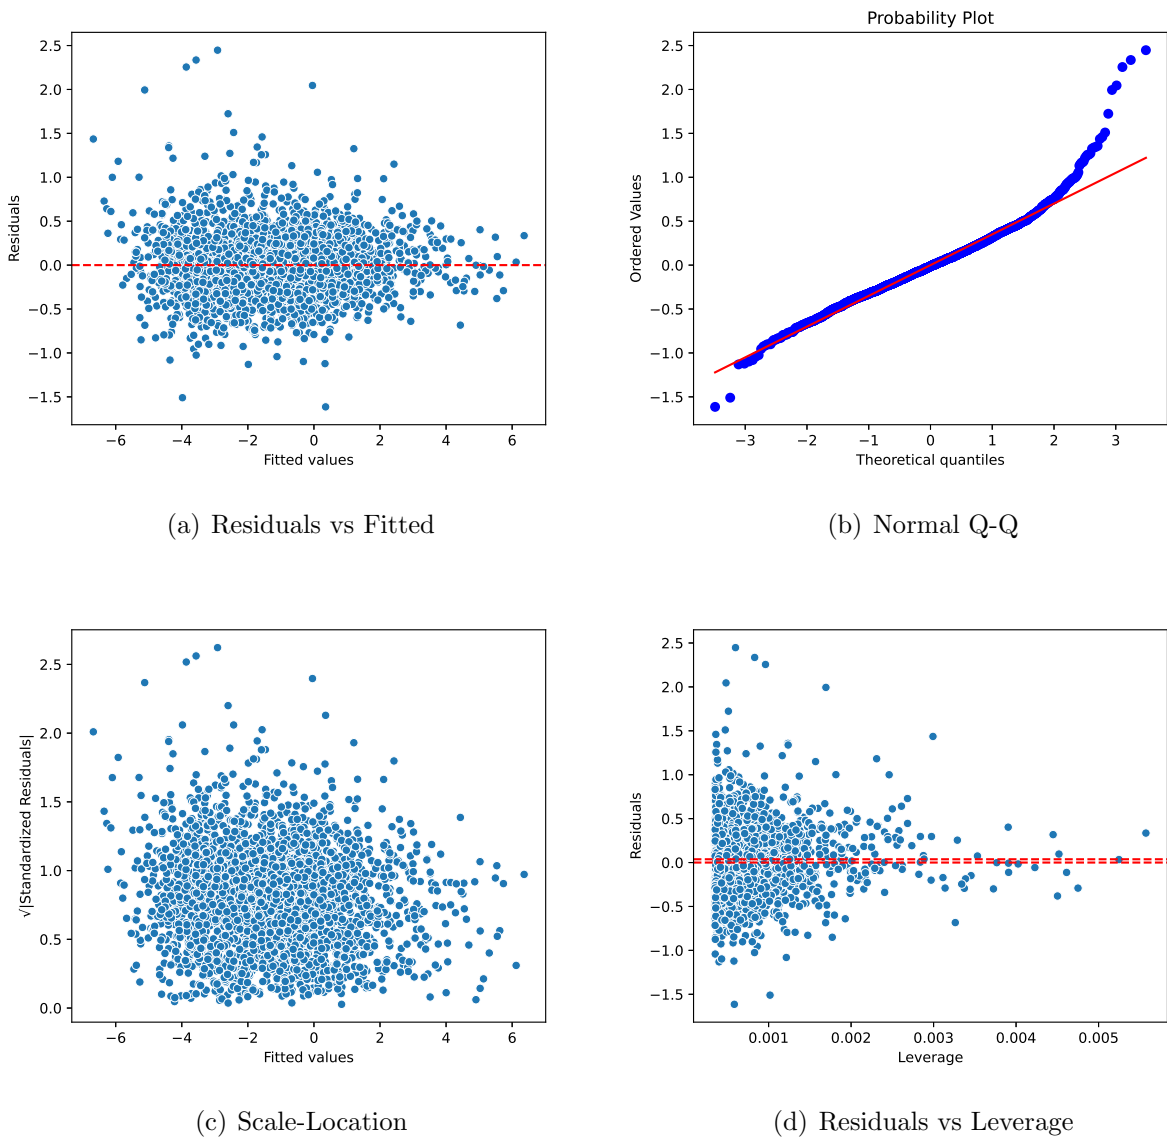 2.5
2.0
1.5
1.0
0.5
0.0
−0.5
−1.0
−1.5
Residuals
−6 −4 −2 0 2 4 6
Fitted values
(a) Residuals vs Fitted
Probability Plot
2.5
2.0
1.5
1.0
0.5
0.0
−0.5
−1.0
−1.5
Ordered Values
−3 −2 −1 0 1 2 3
Theoretical quantiles
(b) Normal Q-Q
2.5
2.0
1.5
1.0
0.5
0.0
√|Standardized Residuals|
−6 −4 −2 0 2 4 6
Fitted values
(c) Scale-Location
2.5
2.0
1.5
1.0
0.5
0.0
−0.5
−1.0
−1.5
Residuals
0.001 0.002 0.003 0.004 0.005
Leverage
(d) Residuals vs Leverage